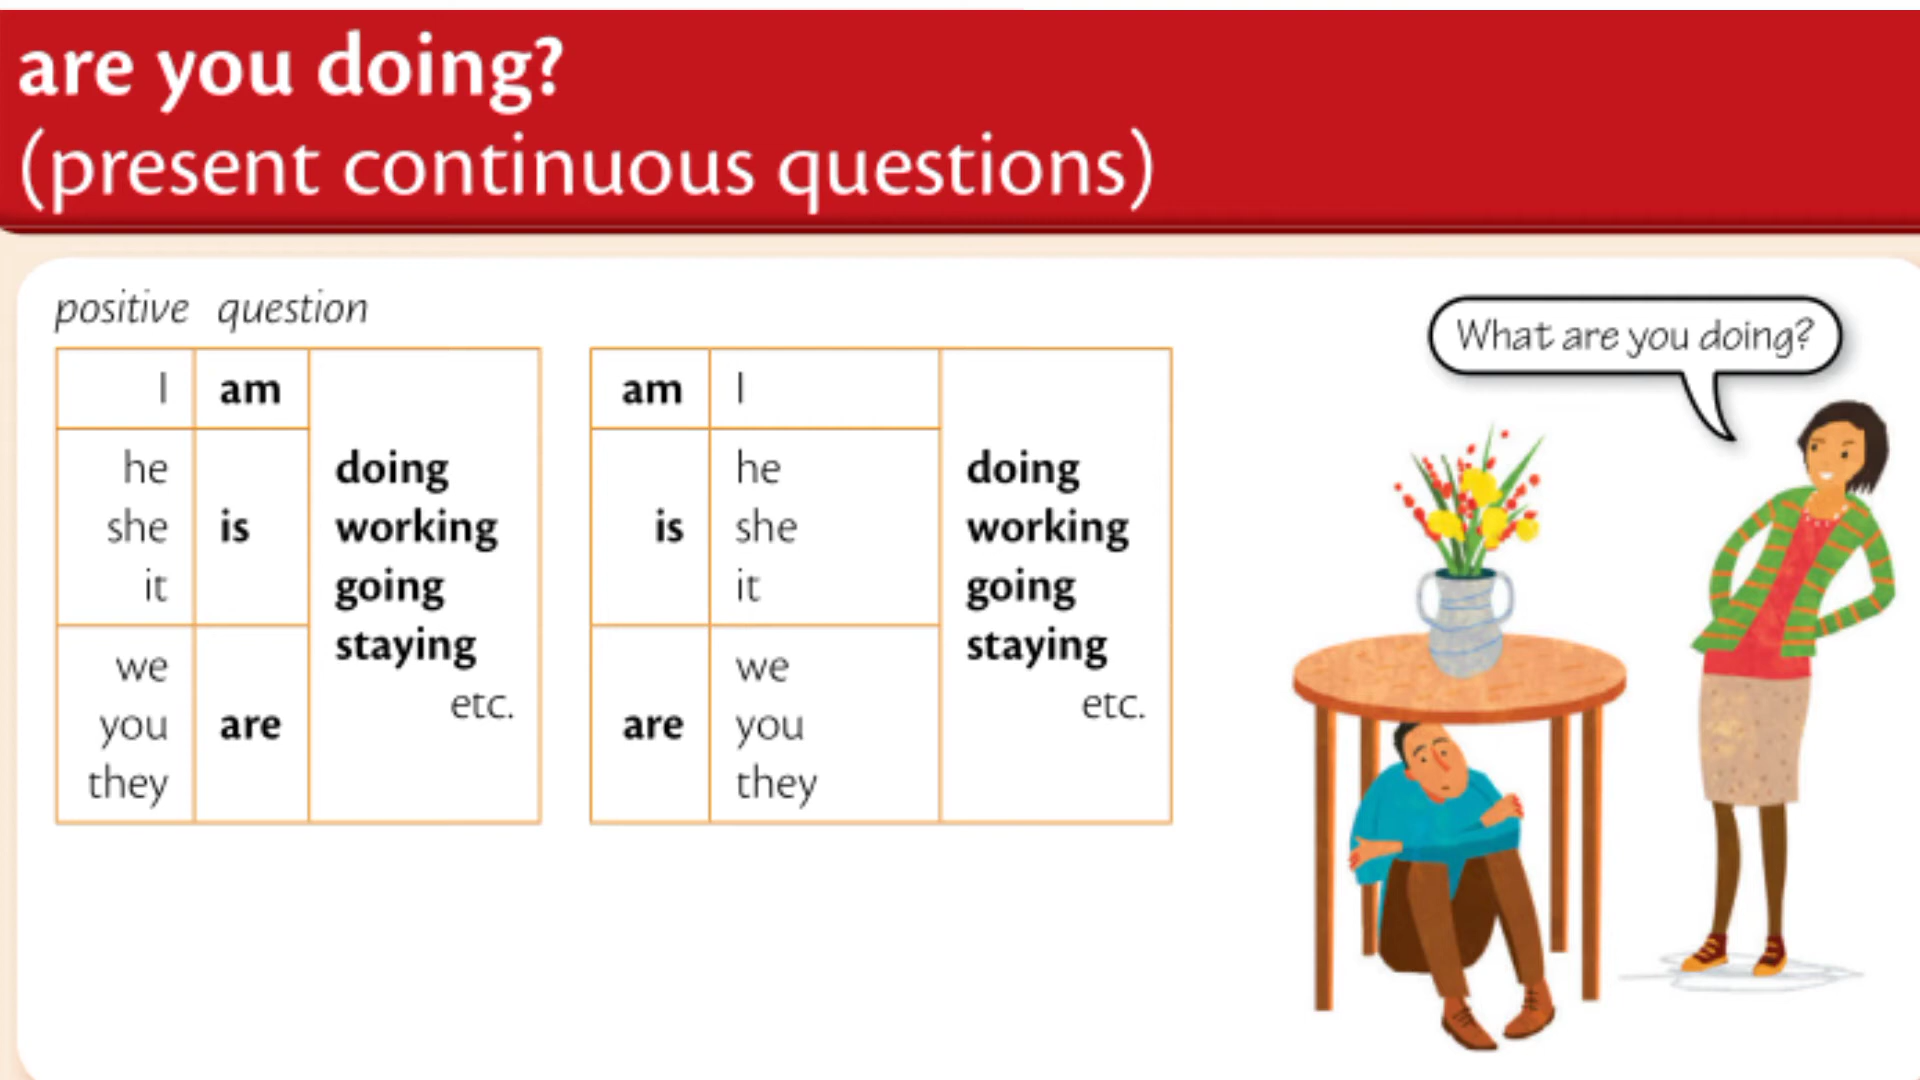 are you doing?
(present continuous questions)
positive question
I am
he
she is
it
we
you are
they
doing
working
going
staying
etc.
am I
he
is she
it
we
are you
they
doing
working
going
staying
etc.
What are you doing?